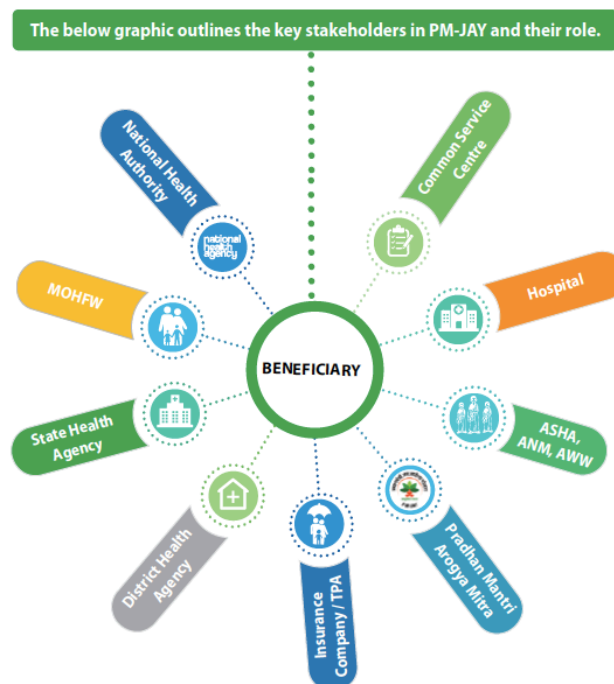 The below graphic outlines the key stakeholders in PM-JAY and their role.
National Health
Authority
national
health
agency
Common Service
Centre
MOHFW
Hospital
BENEFICIARY
State Health
Agency
ASHA,
ANM, AWW
District Health
Agency
Insurance
Company / TPA
Pradhan Mantri
Arogya Mitra